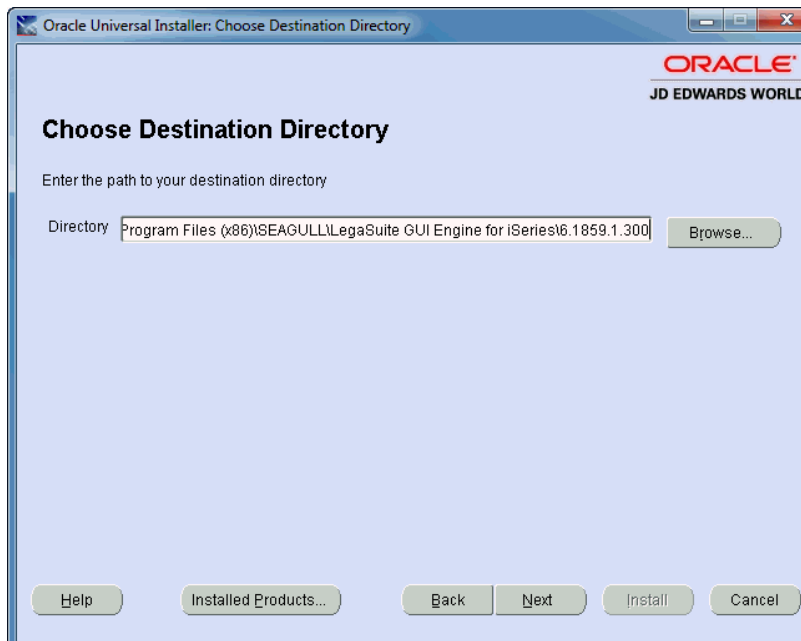 Oracle Universal Installer: Choose Destination Directory
ORACLE'
JD EDWARDS WORLD
Choose Destination Directory
Enter the path to your destination directory
Directory Program Files (x86)\SEAGULL\LegaSuite GUI Engine for iSeries\6.1859.1.300 Browse...
Help Installed Products... Back Next Install Cancel